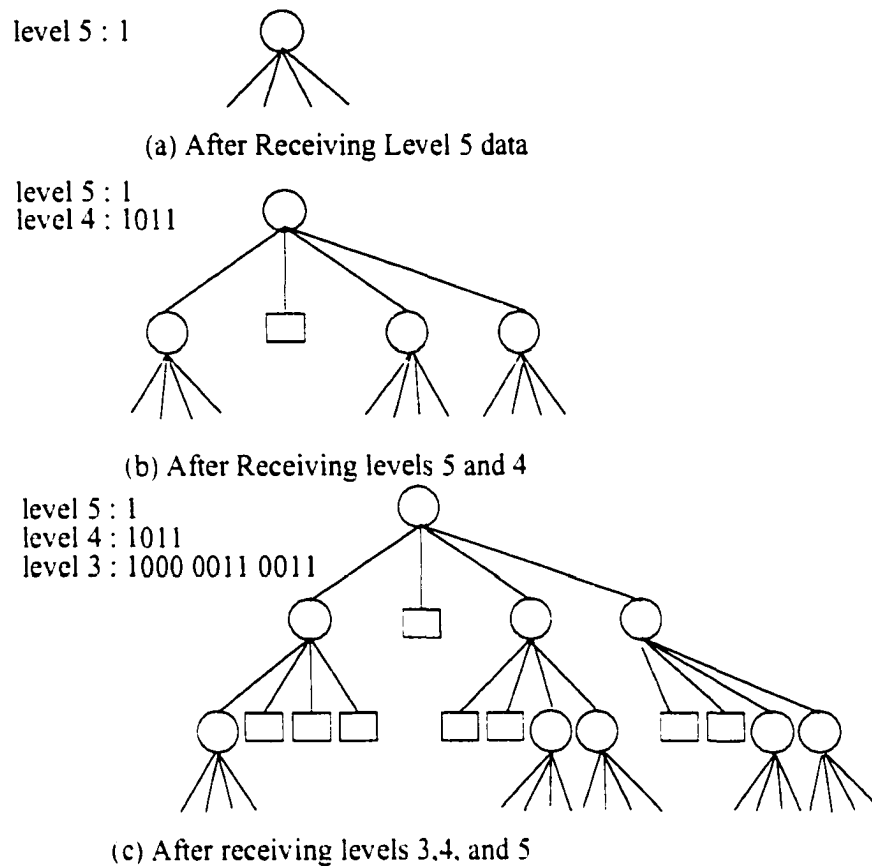 level 5 : 1
(a) After Receiving Level 5 data
level 5 : 1
level 4 : 1011
(b) After Receiving levels 5 and 4
level 5 : 1
level 4 : 1011
level 3 : 1000 0011 0011
(c) After receiving levels 3,4, and 5